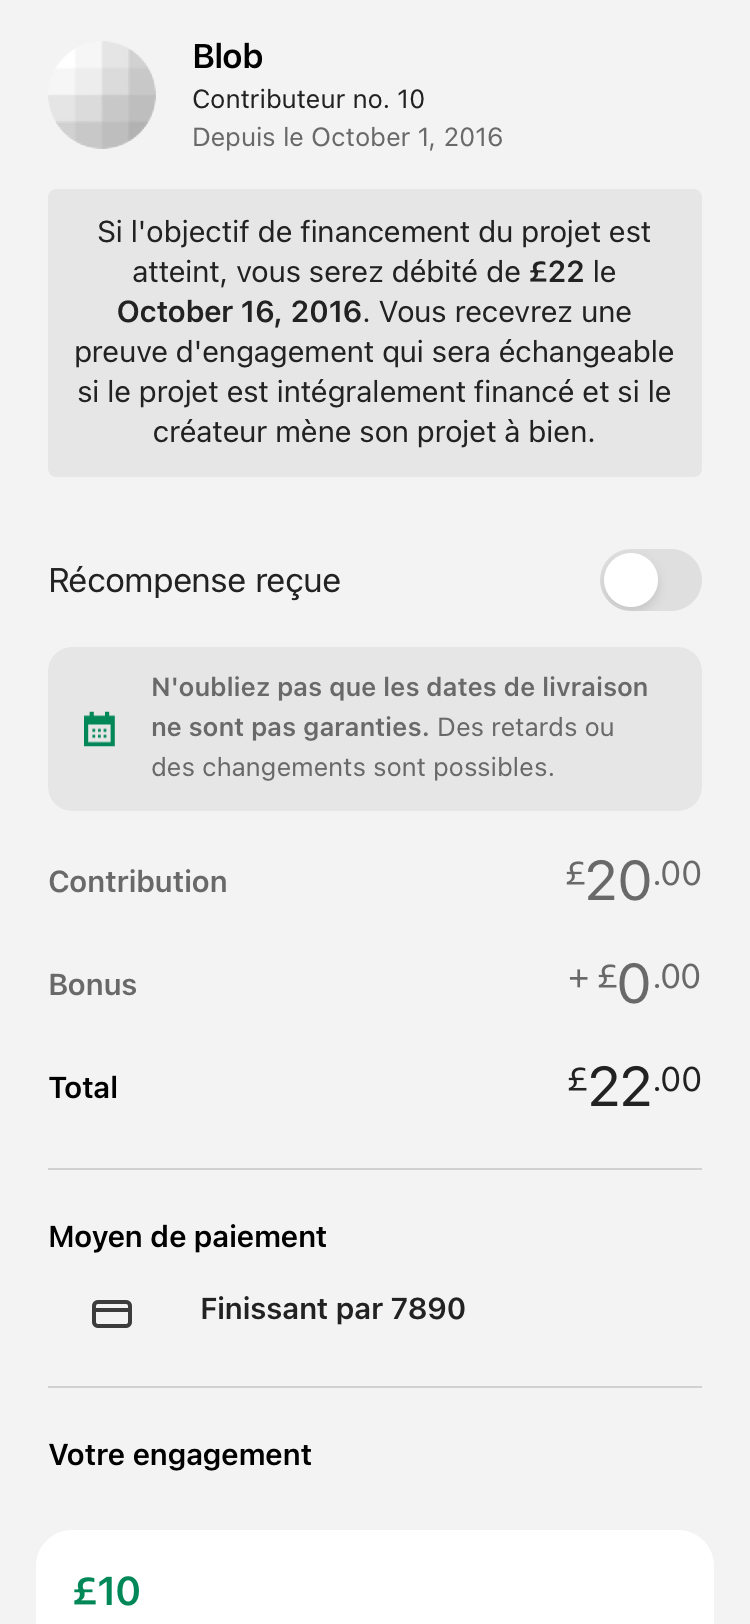 Blob
Contributeur no. 10
Depuis le October 1, 2016
Si l'objectif de financement du projet est
atteint, vous serez débité de £22 le
October 16, 2016. Vous recevrez une
preuve d'engagement qui sera échangeable
si le projet est intégralement financé et si le
créateur mène son projet à bien.
Récompense reçue
N'oubliez pas que les dates de livraison
ne sont pas garanties. Des retards ou
des changements sont possibles.
Contribution £20.00
Bonus + £0.00
Total £22.00
Moyen de paiement
Finissant par 7890
Votre engagement
£10